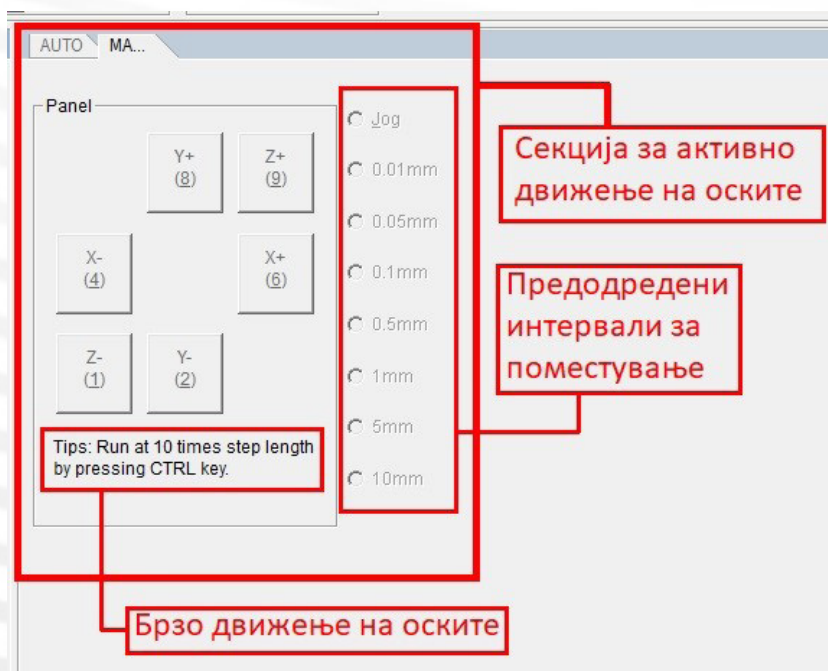 AUTO MA...
Panel
Y+
(8)
Z+
(9)
X-
(4)
X+
(6)
Z-
(1)
Y-
(2)
Tips: Run at 10 times step length
by pressing CTRL key.
Jog
0.01mm
0.05mm
0.1mm
0.5mm
1mm
5mm
10mm
Секција за активно
движење на оските
Предодредени
интервали за
поместување
Брзо движење на оските